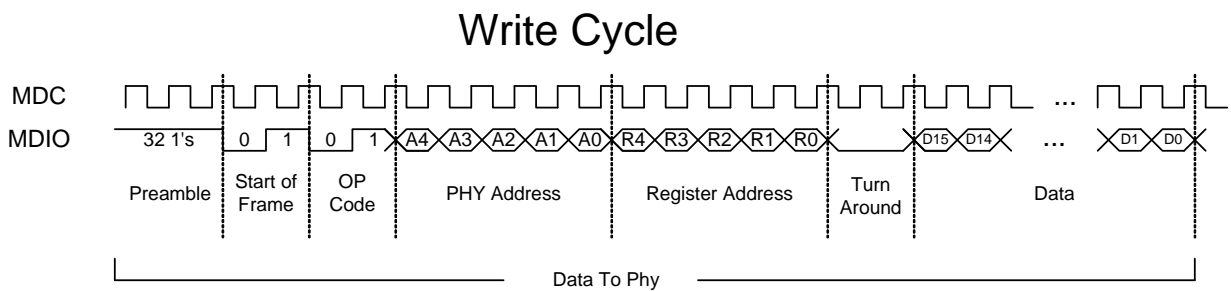 Write Cycle
MDC ...
MDIO 32 1's 0 1 0 1 A4 A3 A2 A1 A0 R4 R3 R2 R1 R0 D15 D14 ... D1 D0
Preamble
Start of
Frame
OP
Code
PHY Address
Register Address
Turn
Around
Data
Data To Phy